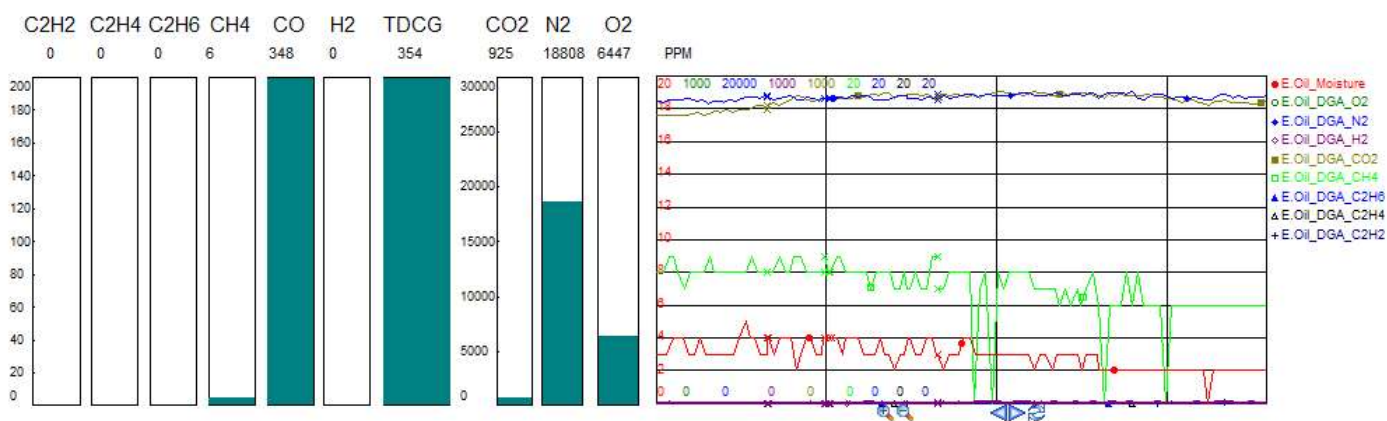 C2H2 C2H4 C2H6 CH4 CO H2 TDCG CO2 N2 O2
0 0 0 6 348 0 354 925 18808 6447 PPM
200 30000 20 1000 20000 1000 1000 20 20 20 20 E.Oil_Moisture
180 18 E.Oil_DGA_O2
160 25000 16 E.Oil_DGA_N2
140 14 E.Oil_DGA_H2
120 20000 12 E.Oil_DGA_CO2
100 15000 E.Oil_DGA_CH4
80 10000 8 E.Oil_DGA_C2H6
60 6 E.Oil_DGA_C2H4
40 5000 4 E.Oil_DGA_C2H2
20 2
0 0 0 0 0 0 0 0 0 0 0